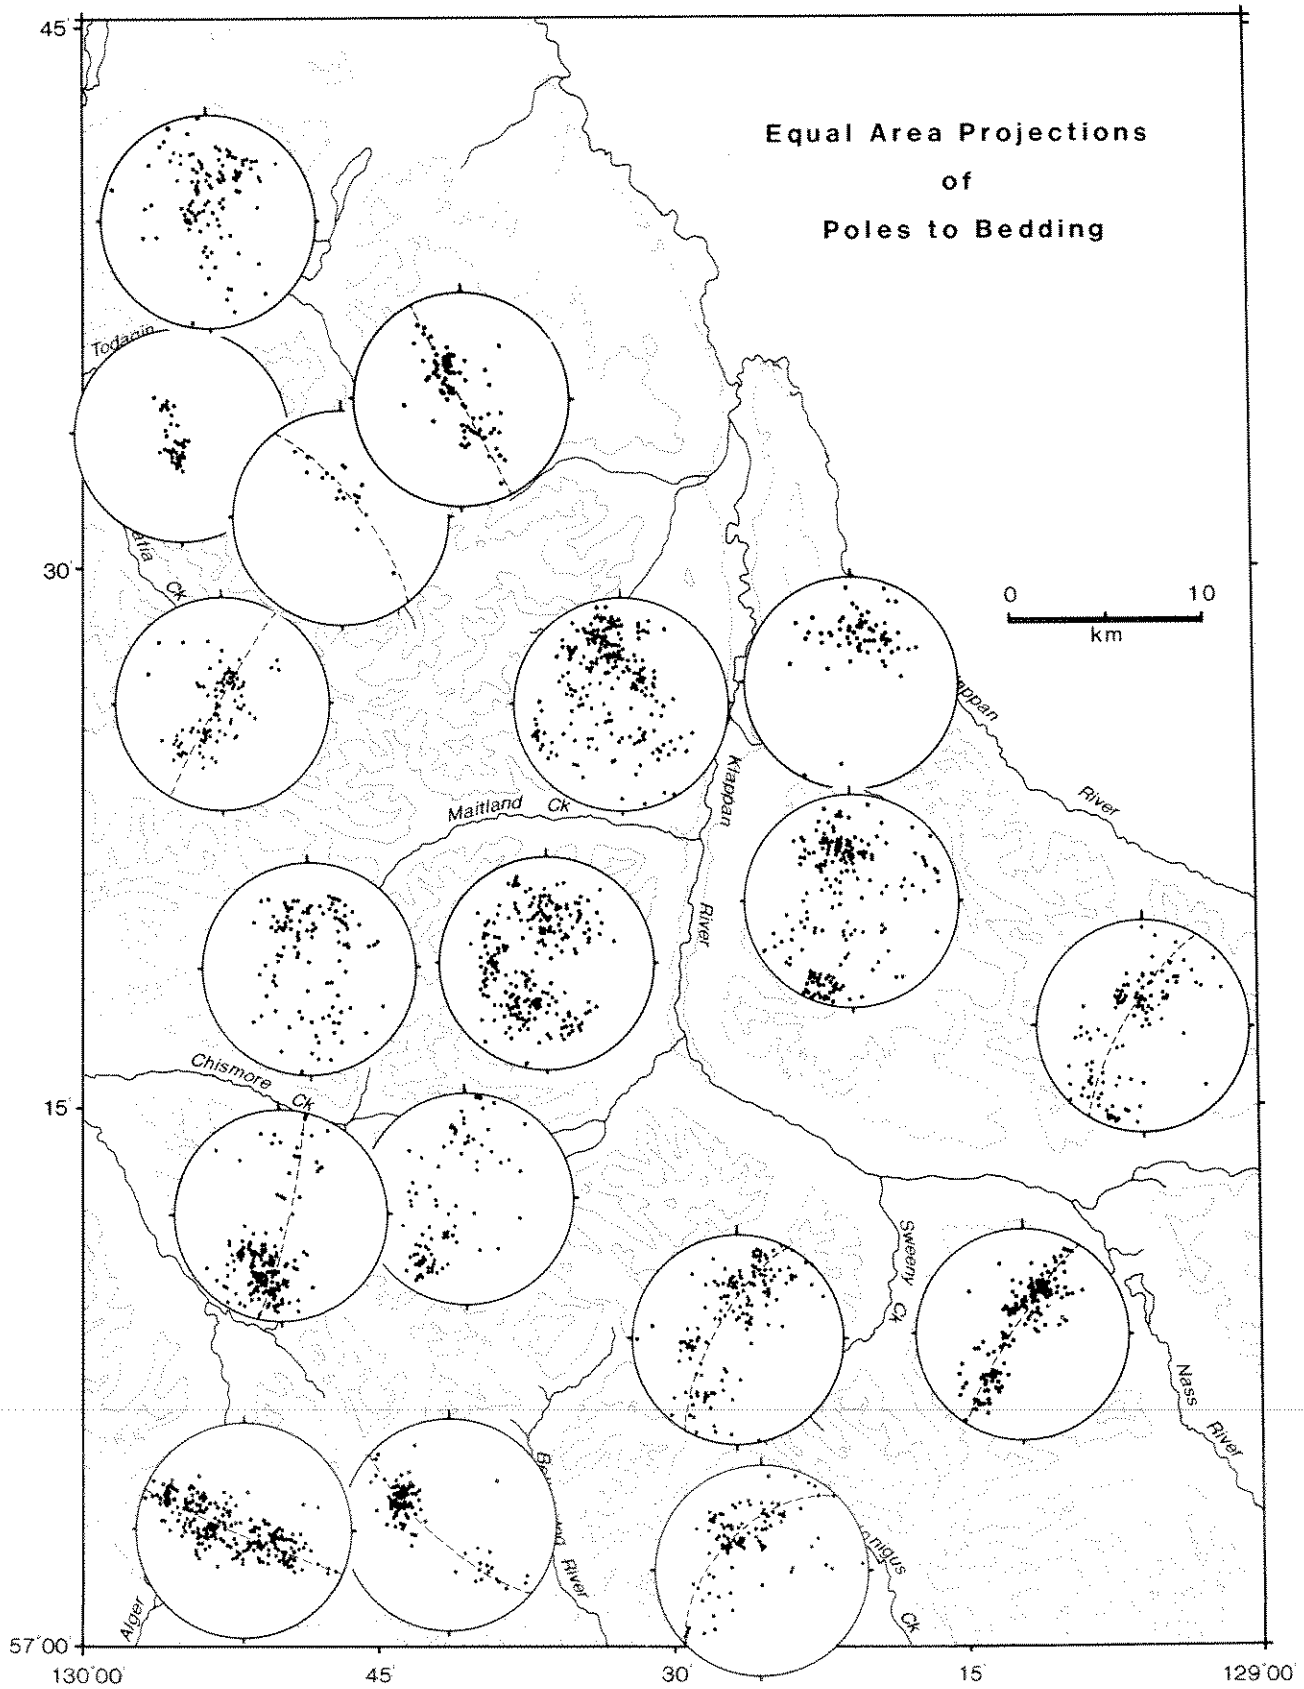 45'
Equal Area Projections
of
Poles to Bedding
Todagin
30'
Ck
0 10
km
River
Maitland Ck
Klappan
River
Chismore
Ck
15'
Sweeny
Ck
Nass
River
River
Alger
Ck
57°00'
130°00' 45' 30' 15' 129°00'